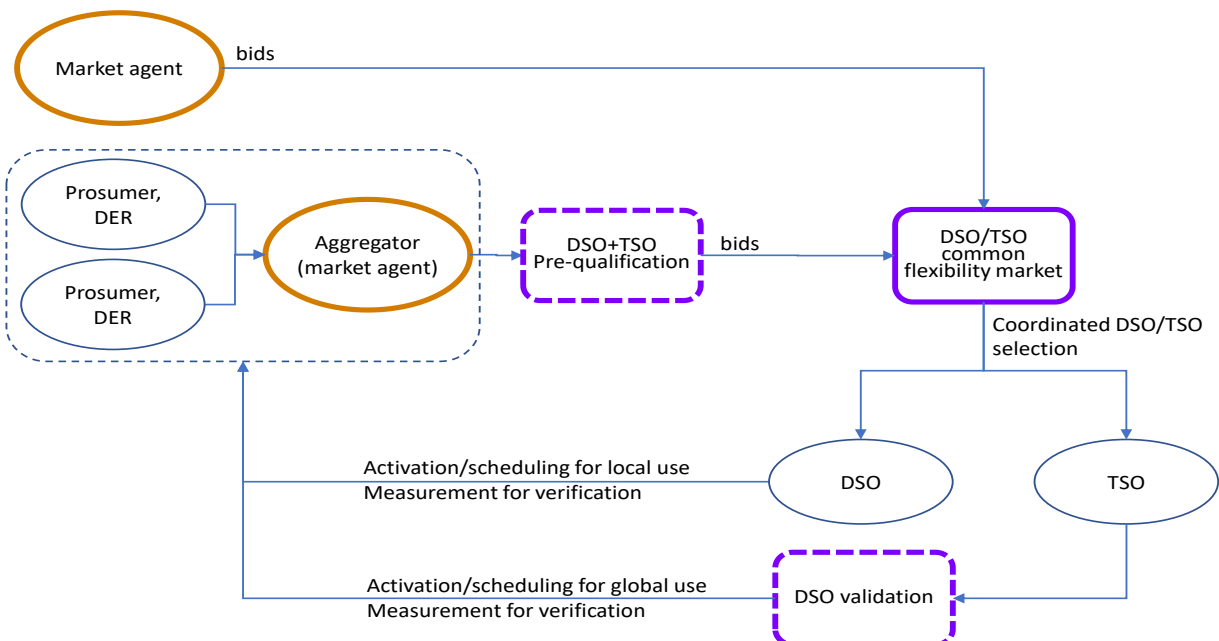 bids
Market agent
Prosumer,
DER
Aggregator
(market agent)
Prosumer,
DER
DSO+TSO
Pre-qualification
bids
DSO/TSO
common
flexibility market
Coordinated DSO/TSO
selection
Activation/scheduling for local use
Measurement for verification
DSO
TSO
Activation/scheduling for global use
Measurement for verification
DSO validation